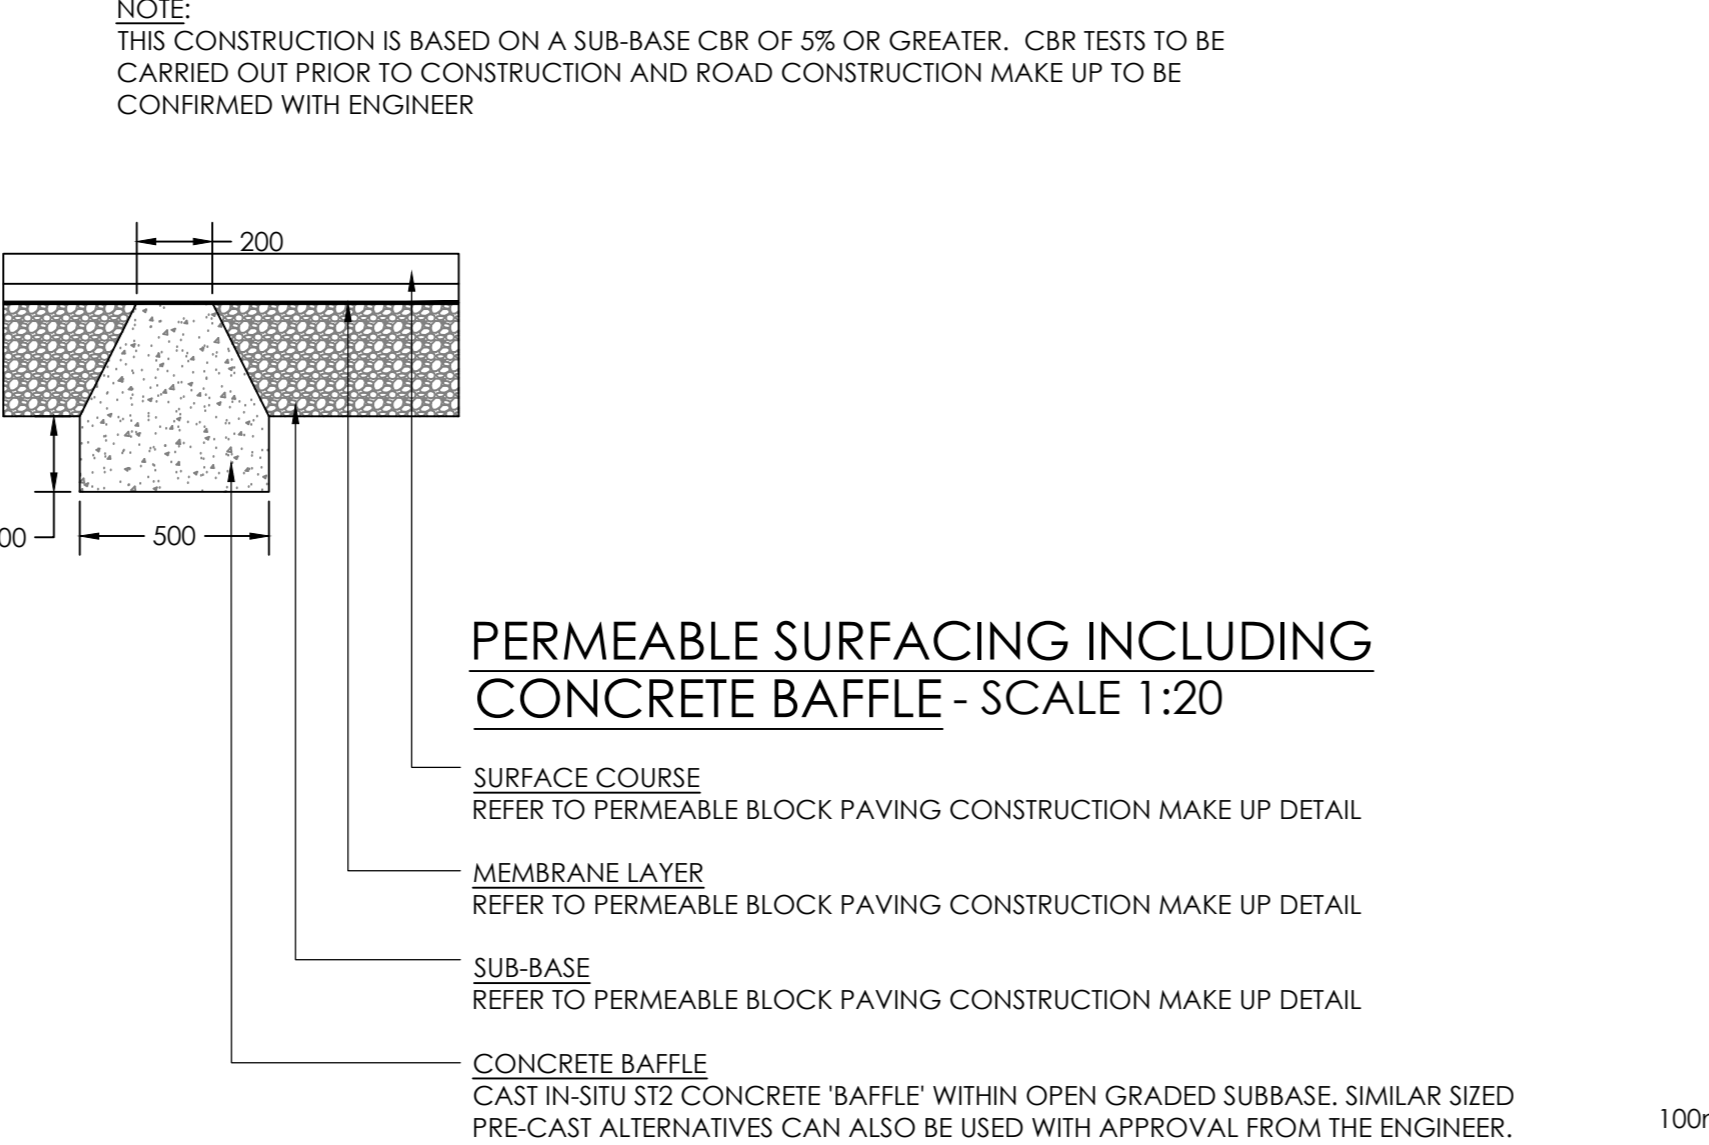 NOTE:
THIS CONSTRUCTION IS BASED ON A SUB-BASE CBR OF 5% OR GREATER.  CBR TESTS TO BE
CARRIED OUT PRIOR TO CONSTRUCTION AND ROAD CONSTRUCTION MAKE UP TO BE
CONFIRMED WITH ENGINEER
200
500
PERMEABLE SURFACING INCLUDING
CONCRETE BAFFLE - SCALE 1:20
SURFACE COURSE
REFER TO PERMEABLE BLOCK PAVING CONSTRUCTION MAKE UP DETAIL
MEMBRANE LAYER
REFER TO PERMEABLE BLOCK PAVING CONSTRUCTION MAKE UP DETAIL
SUB-BASE
REFER TO PERMEABLE BLOCK PAVING CONSTRUCTION MAKE UP DETAIL
CONCRETE BAFFLE
CAST IN-SITU ST2 CONCRETE 'BAFFLE' WITHIN OPEN GRADED SUBBASE. SIMILAR SIZED
PRE-CAST ALTERNATIVES CAN ALSO BE USED WITH APPROVAL FROM THE ENGINEER.